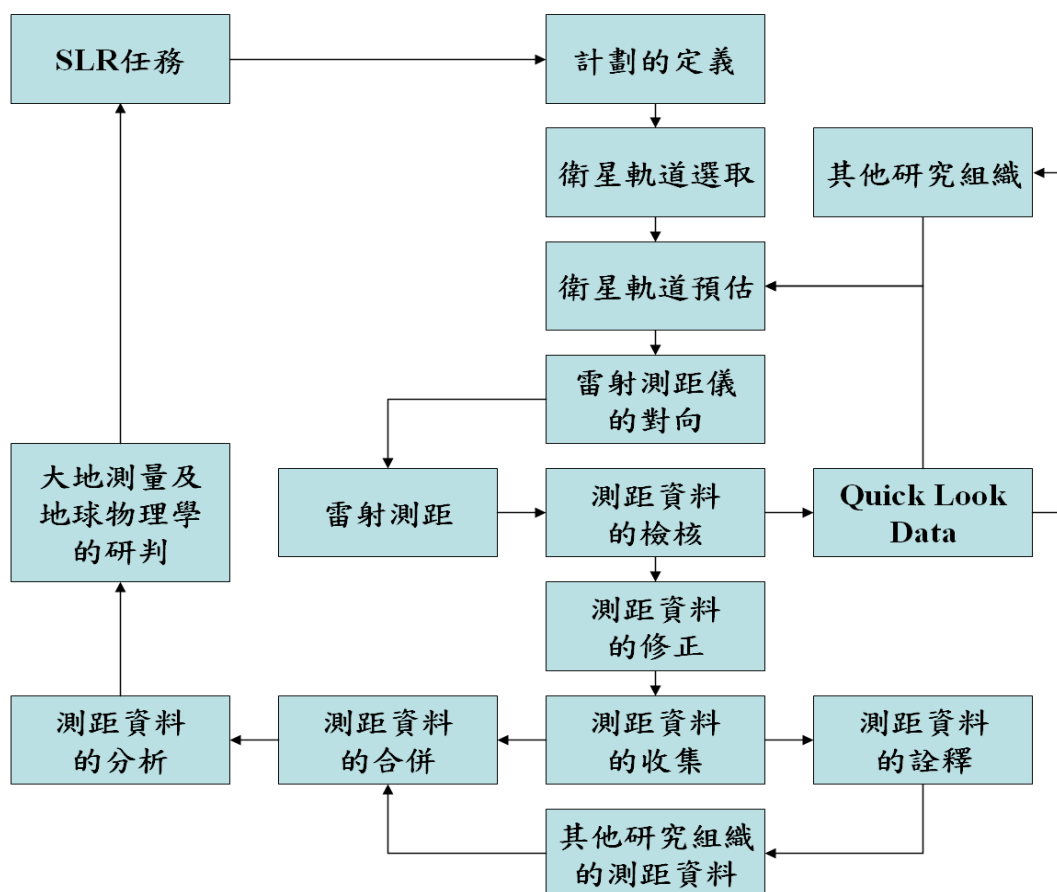 SLR任務
計劃的定義
衛星軌道選取
其他研究組織
衛星軌道預估
雷射測距儀
的對向
大地測量及
地球物理學
的研判
雷射測距
測距資料
的檢核
Quick Look
Data
測距資料
的修正
測距資料
的分析
測距資料
的合併
測距資料
的收集
測距資料
的詮釋
其他研究組織
的測距資料